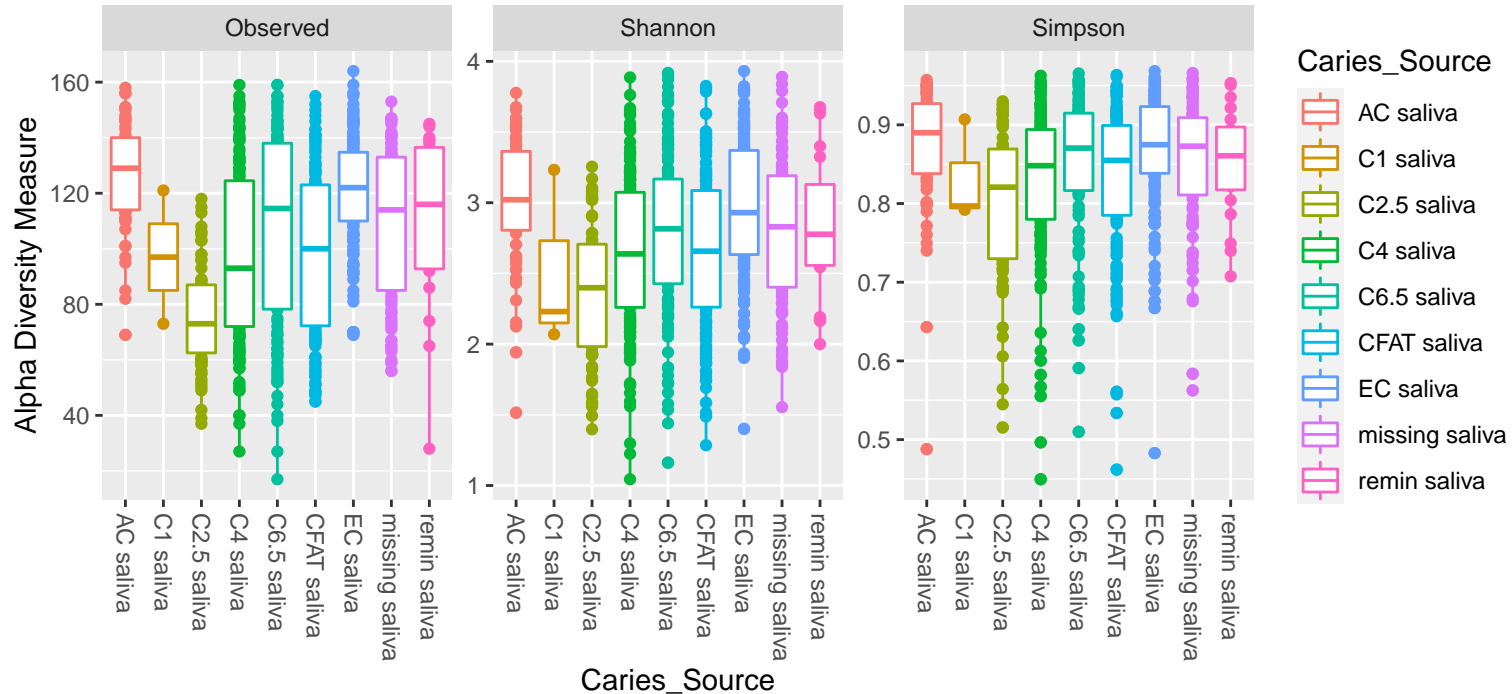 Observed
Shannon
Simpson
Alpha Diversity Measure
160
120
80
40
4
3
2
1
0.9
0.8
0.7
0.6
0.5
AC saliva
C1 saliva
C2.5 saliva
C4 saliva
C6.5 saliva
CFAT saliva
EC saliva
missing saliva
remin saliva
AC saliva
C1 saliva
C2.5 saliva
C4 saliva
C6.5 saliva
CFAT saliva
EC saliva
missing saliva
remin saliva
AC saliva
C1 saliva
C2.5 saliva
C4 saliva
C6.5 saliva
CFAT saliva
EC saliva
missing saliva
remin saliva
Caries_Source
Caries_Source
AC saliva
C1 saliva
C2.5 saliva
C4 saliva
C6.5 saliva
CFAT saliva
EC saliva
missing saliva
remin saliva